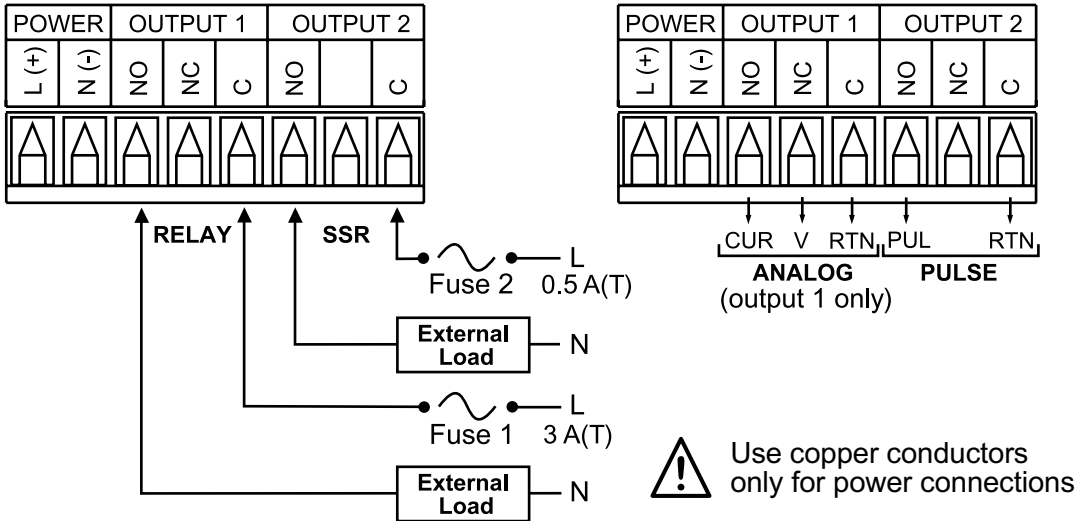 POWER OUTPUT 1 OUTPUT 2
L (+) N (-) NO NC C NO C
RELAY SSR
L
Fuse 2 0.5 A(T)
External
Load
N
L
Fuse 1 3 A(T)
External
Load
N
POWER OUTPUT 1 OUTPUT 2
L (+) N (-) NO NC C NO NC C
CUR V RTN PUL RTN
ANALOG PULSE
(output 1 only)
Use copper conductors
only for power connections